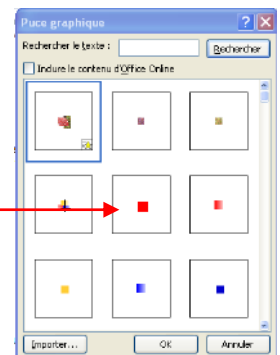 Puce graphique
Rechercher le texte :
Rechercher
Inclure le contenu d'Office Online
Importer...
OK
Annuler